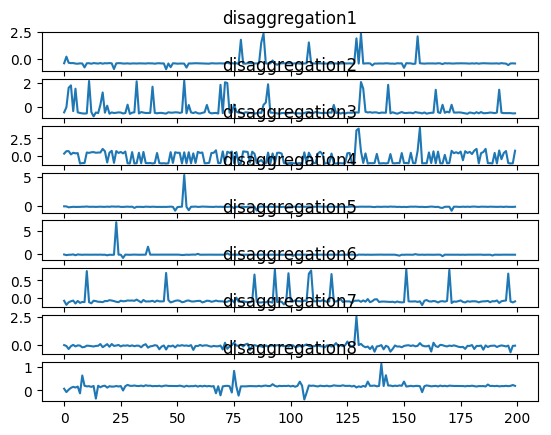 disaggregation1
2.5
0.0
disaggregation2
2
0
disaggregation3
2.5
0.0
disaggregation4
5
0
disaggregation5
5
0
disaggregation6
0.5
0.0
disaggregation7
2.5
0.0
disaggregation8
1
0
0 25 50 75 100 125 150 175 200